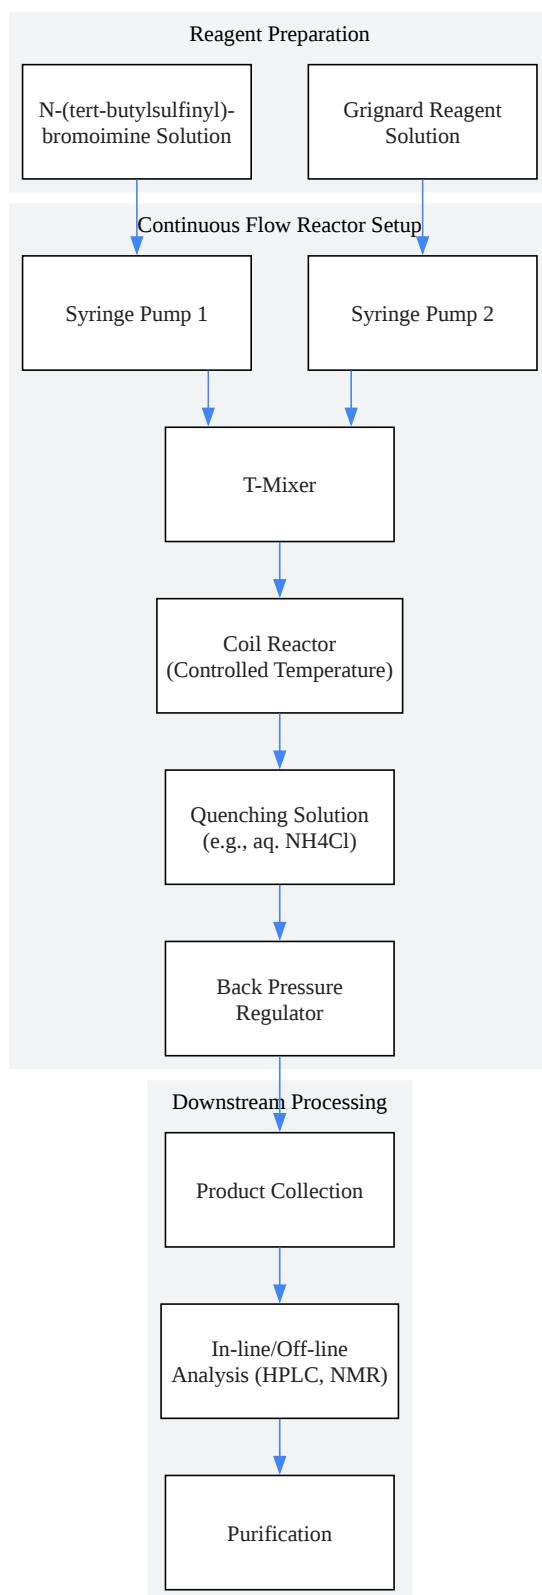 Reagent Preparation
N-(tert-butylsulfinyl)-
bromoimine Solution
Grignard Reagent
Solution
Continuous Flow Reactor Setup
Syringe Pump 1
Syringe Pump 2
T-Mixer
Coil Reactor
(Controlled Temperature)
Quenching Solution
(e.g., aq. NH4Cl)
Back Pressure
Regulator
Downstream Processing
Product Collection
In-line/Off-line
Analysis (HPLC, NMR)
Purification